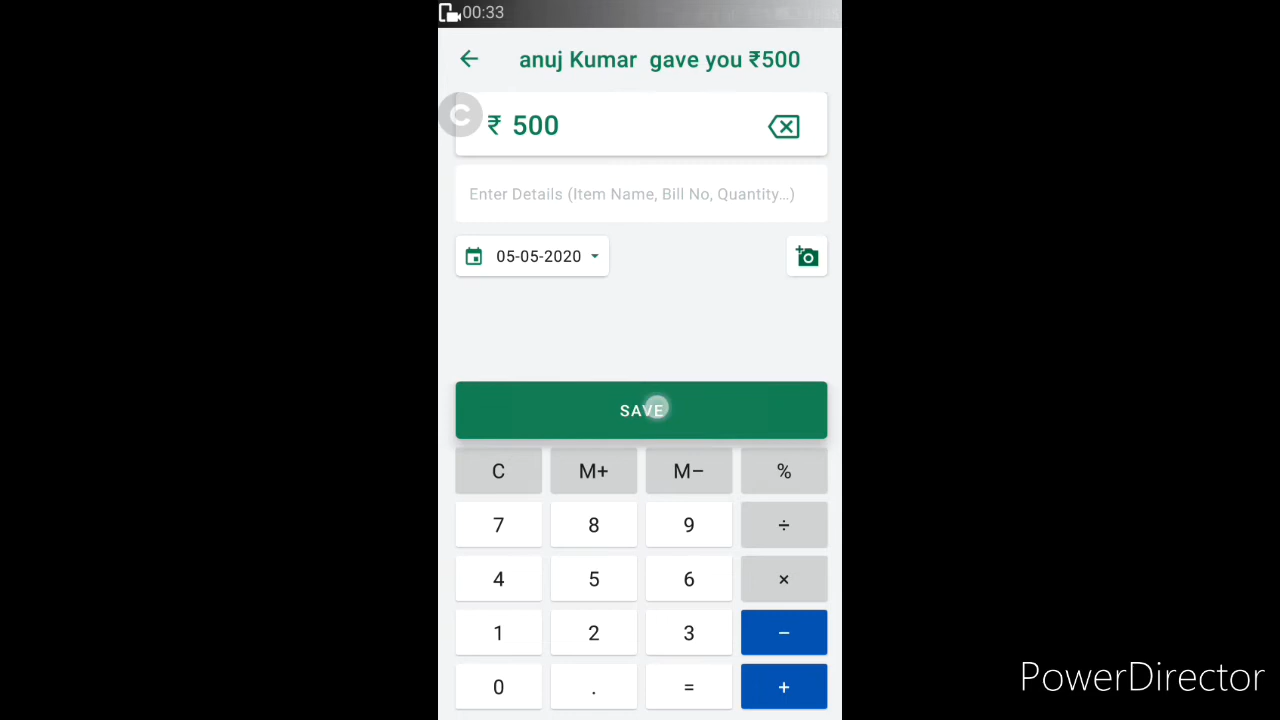 00:33
anuj Kumar gave you ₹500
₹ 500
Enter Details (Item Name, Bill No, Quantity...)
05-05-2020
SAVE
C M+ M− %
7 8 9 ÷
4 5 6 ×
1 2 3 −
0 . = +
PowerDirector